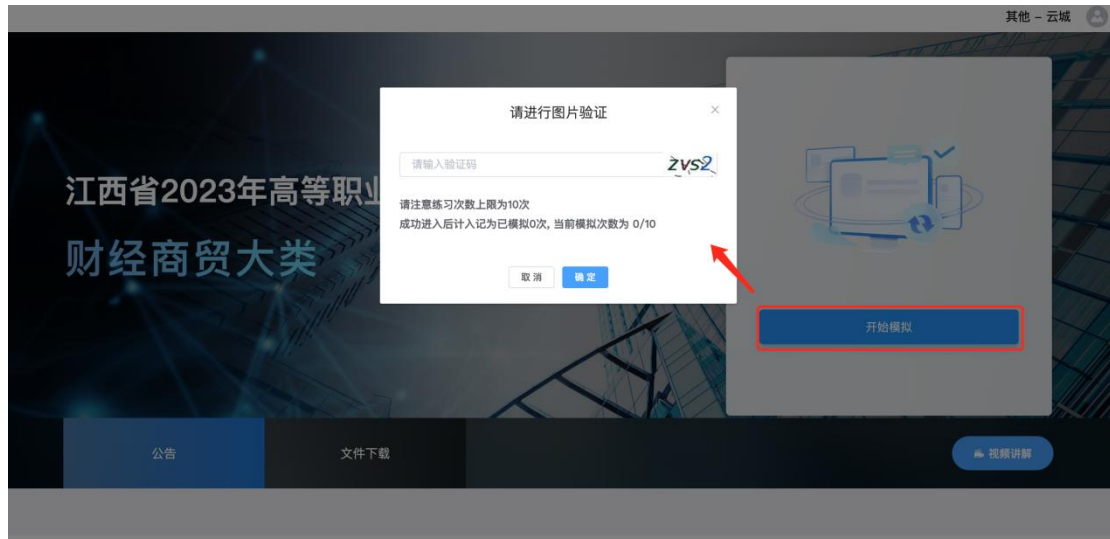 其他 – 云城
请进行图片验证
请输入验证码
zvs2
请注意练习次数上限为10次
成功进入后计入记为已模拟0次, 当前模拟次数为 0/10
取消
确定
江西省2023年高等职业
财经商贸大类
开始模拟
公告
文件下载
视频讲解